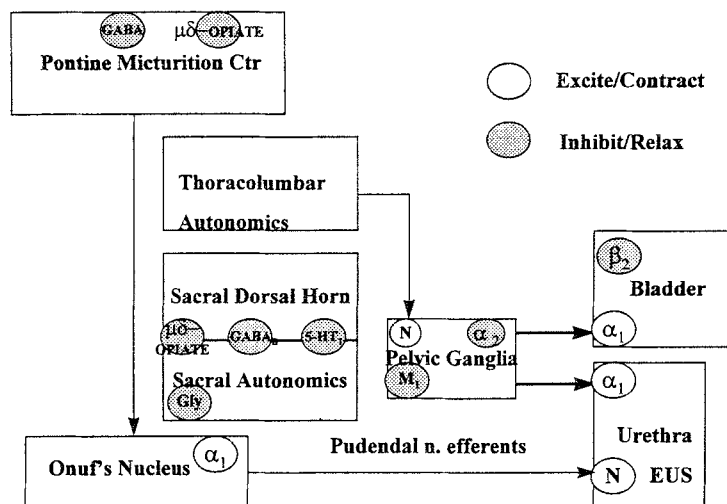 GABA μδ–OPIATE
Pontine Micturition Ctr
Excite/Contract
Inhibit/Relax
Thoracolumbar
Autonomics
Sacral Dorsal Horn
μδ–
OPIATE
GABA
5-HT
Sacral Autonomics
Gly
N
α2
Pelvic Ganglia
M1
β2
Bladder
α1
α1
Urethra
N EUS
Onuf's Nucleus
α1
Pudendal n. efferents